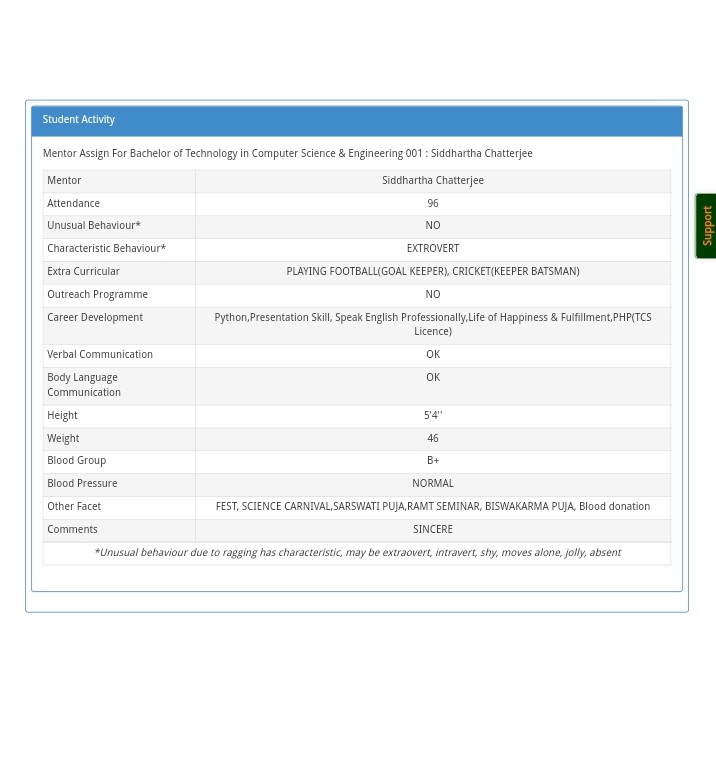 Student Activity
Mentor Assign For Bachelor of Technology in Computer Science & Engineering 001 : Siddhartha Chatterjee
Mentor Siddhartha Chatterjee
Attendance 96
Unusual Behaviour* NO
Characteristic Behaviour* EXTROVERT
Extra Curricular PLAYING FOOTBALL(GOAL KEEPER), CRICKET(KEEPER BATSMAN)
Outreach Programme NO
Career Development Python,Presentation Skill, Speak English Professionally,Life of Happiness & Fulfillment,PHP(TCS
Licence)
Verbal Communication OK
Body Language OK
Communication
Height 5'4''
Weight 46
Blood Group B+
Blood Pressure NORMAL
Other Facet FEST, SCIENCE CARNIVAL,SARSWATI PUJA,RAMT SEMINAR, BISWAKARMA PUJA, Blood donation
Comments SINCERE
*Unusual behaviour due to ragging has characteristic, may be extraovert, intravert, shy, moves alone, jolly, absent
Support